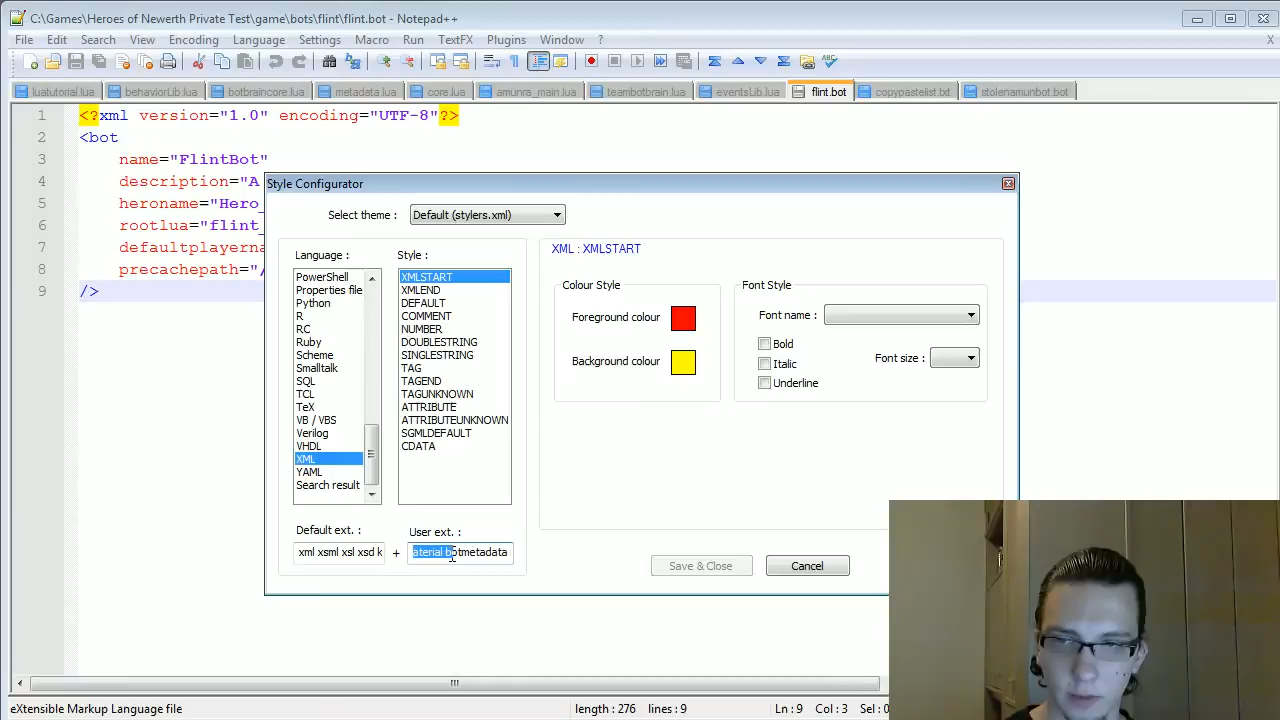 C:\Games\Heroes of Newerth Private Test\game\bots\flint\flint.bot - Notepad++
File Edit Search View Encoding Language Settings Macro Run TextFX Plugins Window ? X
luatutorial.lua behaviorLib.lua botbraincore.lua metadata.lua core.lua amunra_main.lua teambotbrain.lua eventsLib.lua flint.bot copypastelist.txt stolenamunbot.bot
1 <?xml version="1.0" encoding="UTF-8"?>
2 <bot
3 name="FlintBot"
4 description="A
5 heroname="Hero_
6 rootlua="flint_
7 defaultplayerna
8 precachepath="/
9 />
Style Configurator
Select theme : Default (stylers.xml)
Language :
PowerShell
Properties file
Python
R
RC
Ruby
Scheme
Smalltalk
SQL
TCL
TeX
VB / VBS
Verilog
VHDL
XML
YAML
Search result
Style :
XMLSTART
XMLEND
DEFAULT
COMMENT
NUMBER
DOUBLESTRING
SINGLESTRING
TAG
TAGEND
TAGUNKNOWN
ATTRIBUTE
ATTRIBUTEUNKNOWN
SGMLDEFAULT
CDATA
XML : XMLSTART
Colour Style
Foreground colour
Background colour
Font Style
Font name :
Bold
Italic
Underline
Font size :
Default ext. :
xml xsml xsl xsd k
+
User ext. :
aterial botmetadata
Save & Close
Cancel
eXtensible Markup Language file length : 276 lines : 9 Ln : 9 Col : 3 Sel : 0